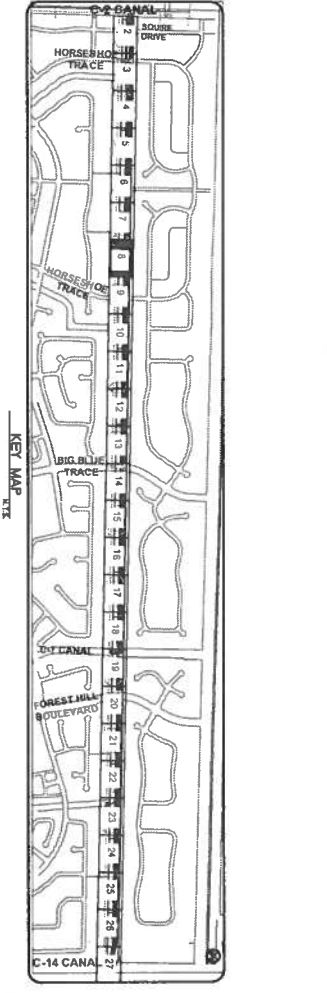 C-2 CANAL
SQUIRE
DRIVE
2
HORSESHOE
TRACE
3
4
5
6
7
8
HORSESHOE
TRACE
9
10
11
12
13
BIG BLUE
TRACE
14
15
16
17
18
CANAL
19
FOREST HILL
BOULEVARD
20
21
22
23
24
25
26
C-14 CANAL
27
KEY MAP
N.T.S.